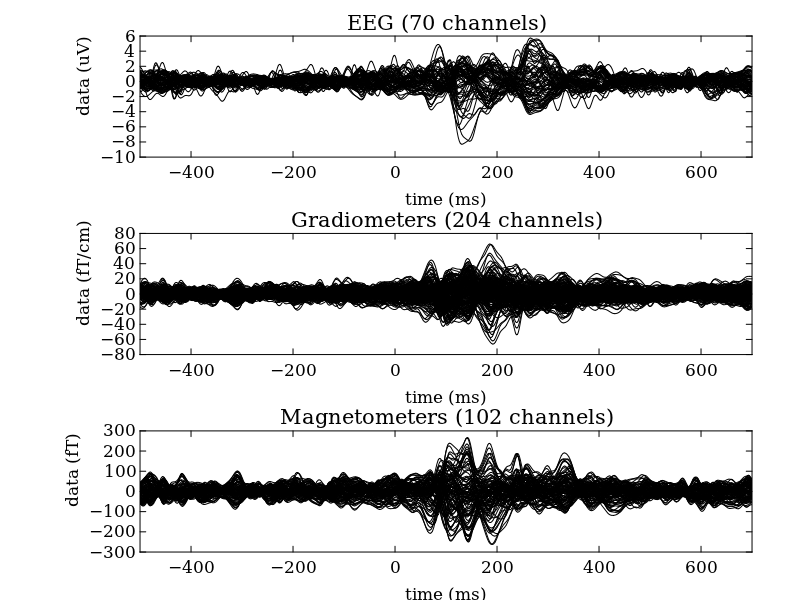 EEG (70 channels)
6
4
2
0
−2
−4
−6
−8
−10
data (uV)
−400 −200 0 200 400 600
time (ms)
Gradiometers (204 channels)
80
60
40
20
0
−20
−40
−60
−80
data (fT/cm)
−400 −200 0 200 400 600
time (ms)
Magnetometers (102 channels)
300
200
100
0
−100
−200
−300
data (fT)
−400 −200 0 200 400 600
time (ms)